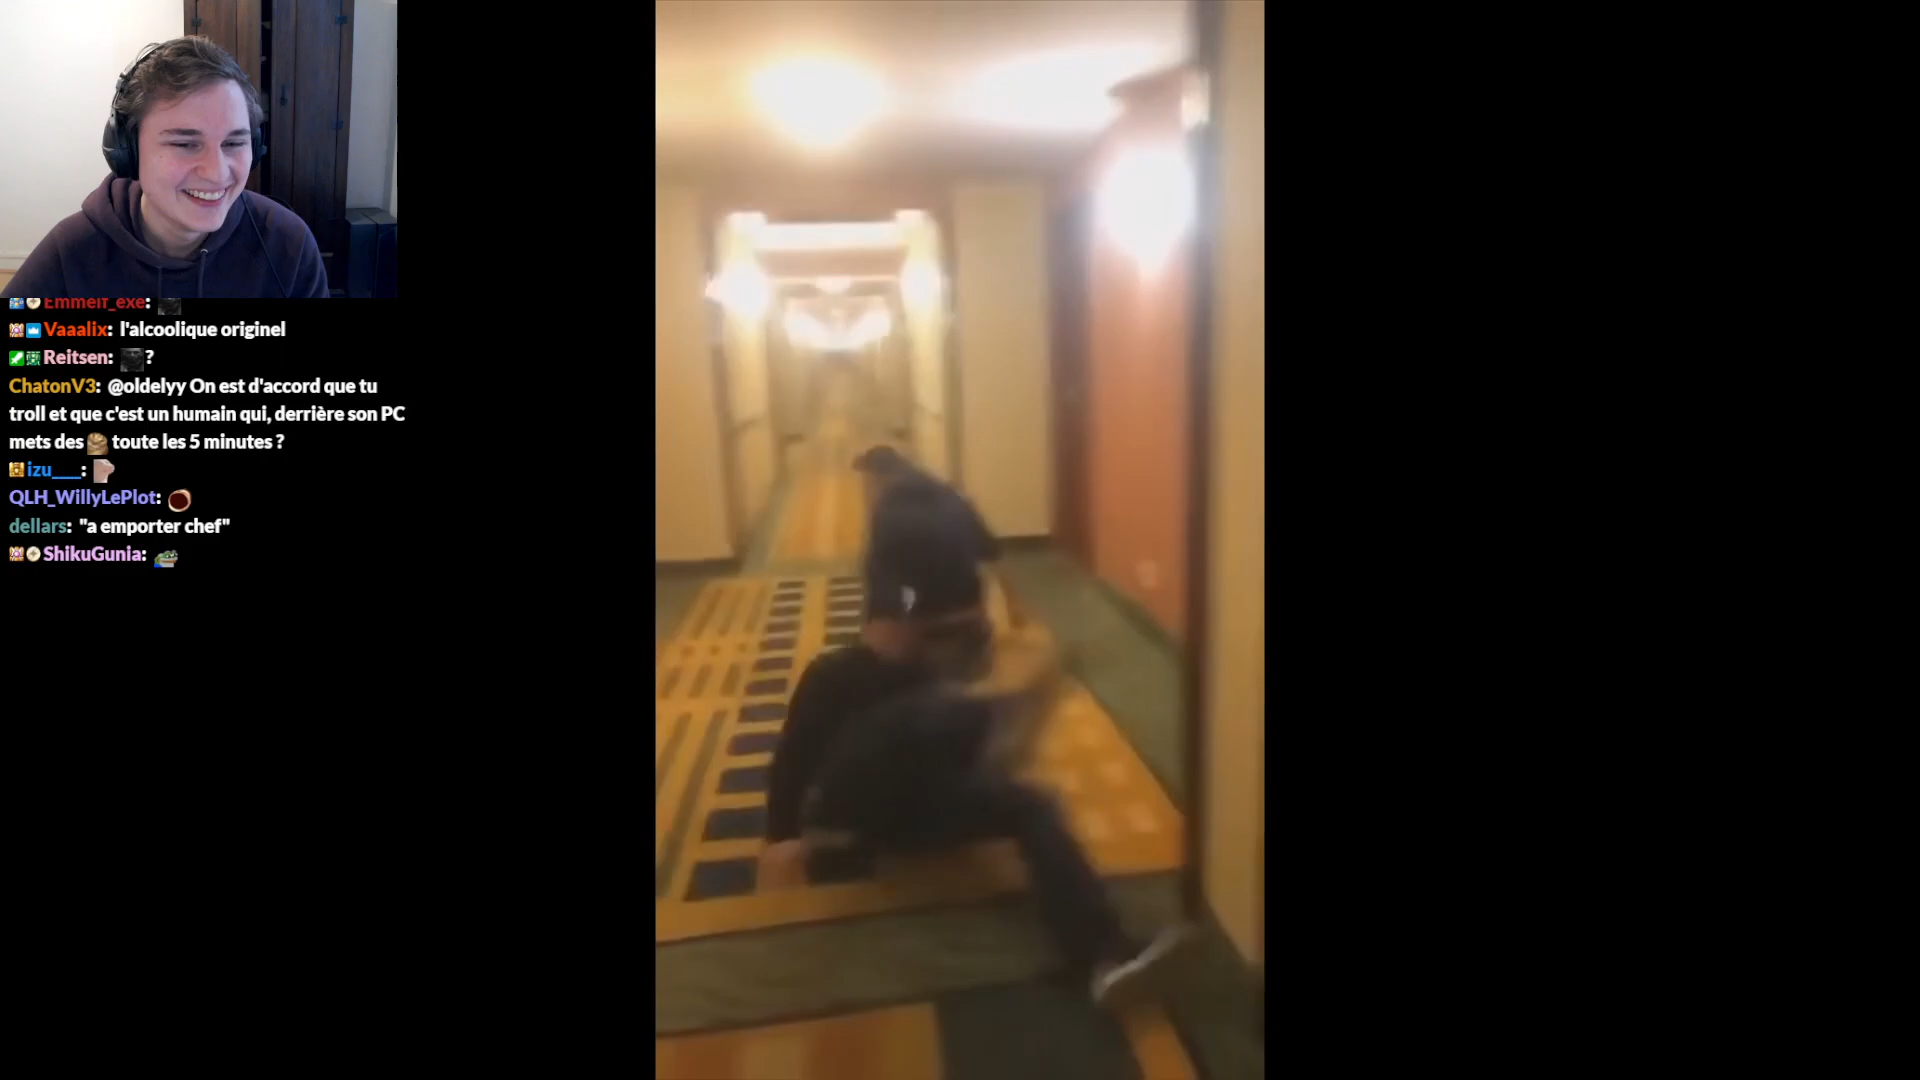 Emmeif_exe:
Vaaalix: l'alcoolique originel
Reitsen: ?
ChatonV3: @oldelyy On est d'accord que tu
troll et que c'est un humain qui, derrière son PC
mets des toute les 5 minutes ?
izu___:
QLH_WillyLePlot:
dellars: "a emporter chef"
ShikuGunia: